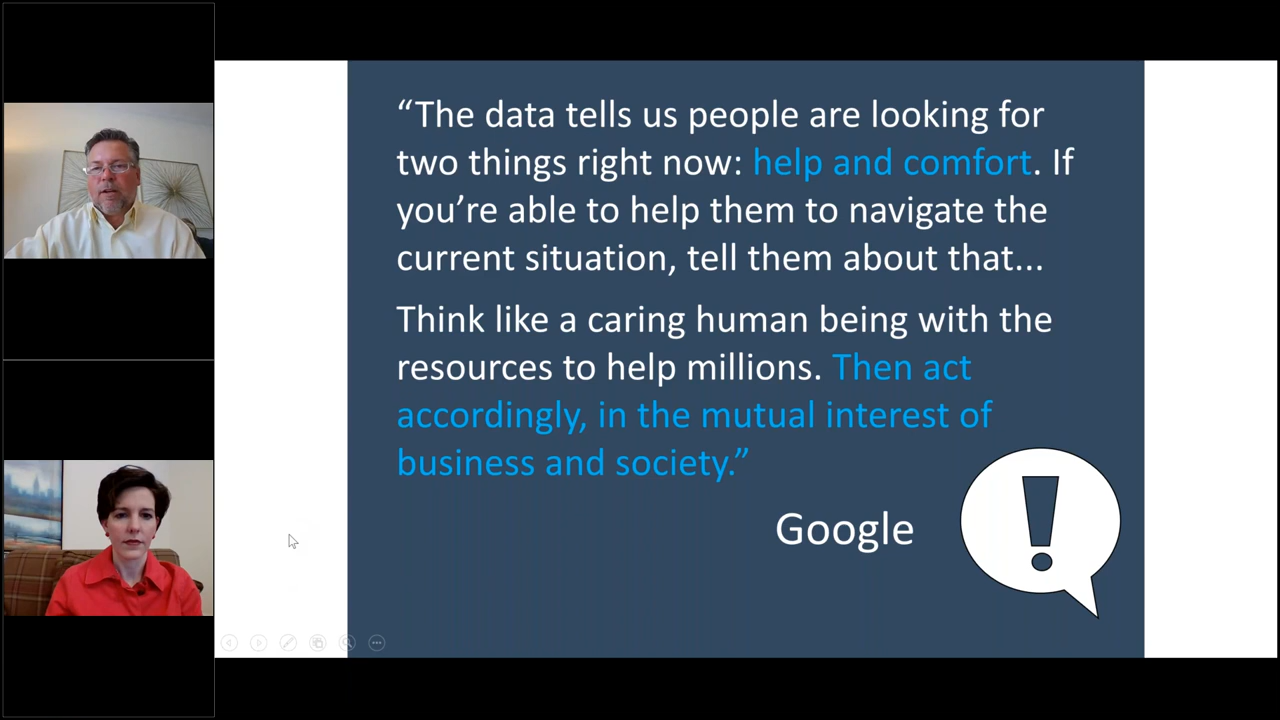 “The data tells us people are looking for
two things right now: help and comfort. If
you’re able to help them to navigate the
current situation, tell them about that...
Think like a caring human being with the
resources to help millions. Then act
accordingly, in the mutual interest of
business and society.”
Google